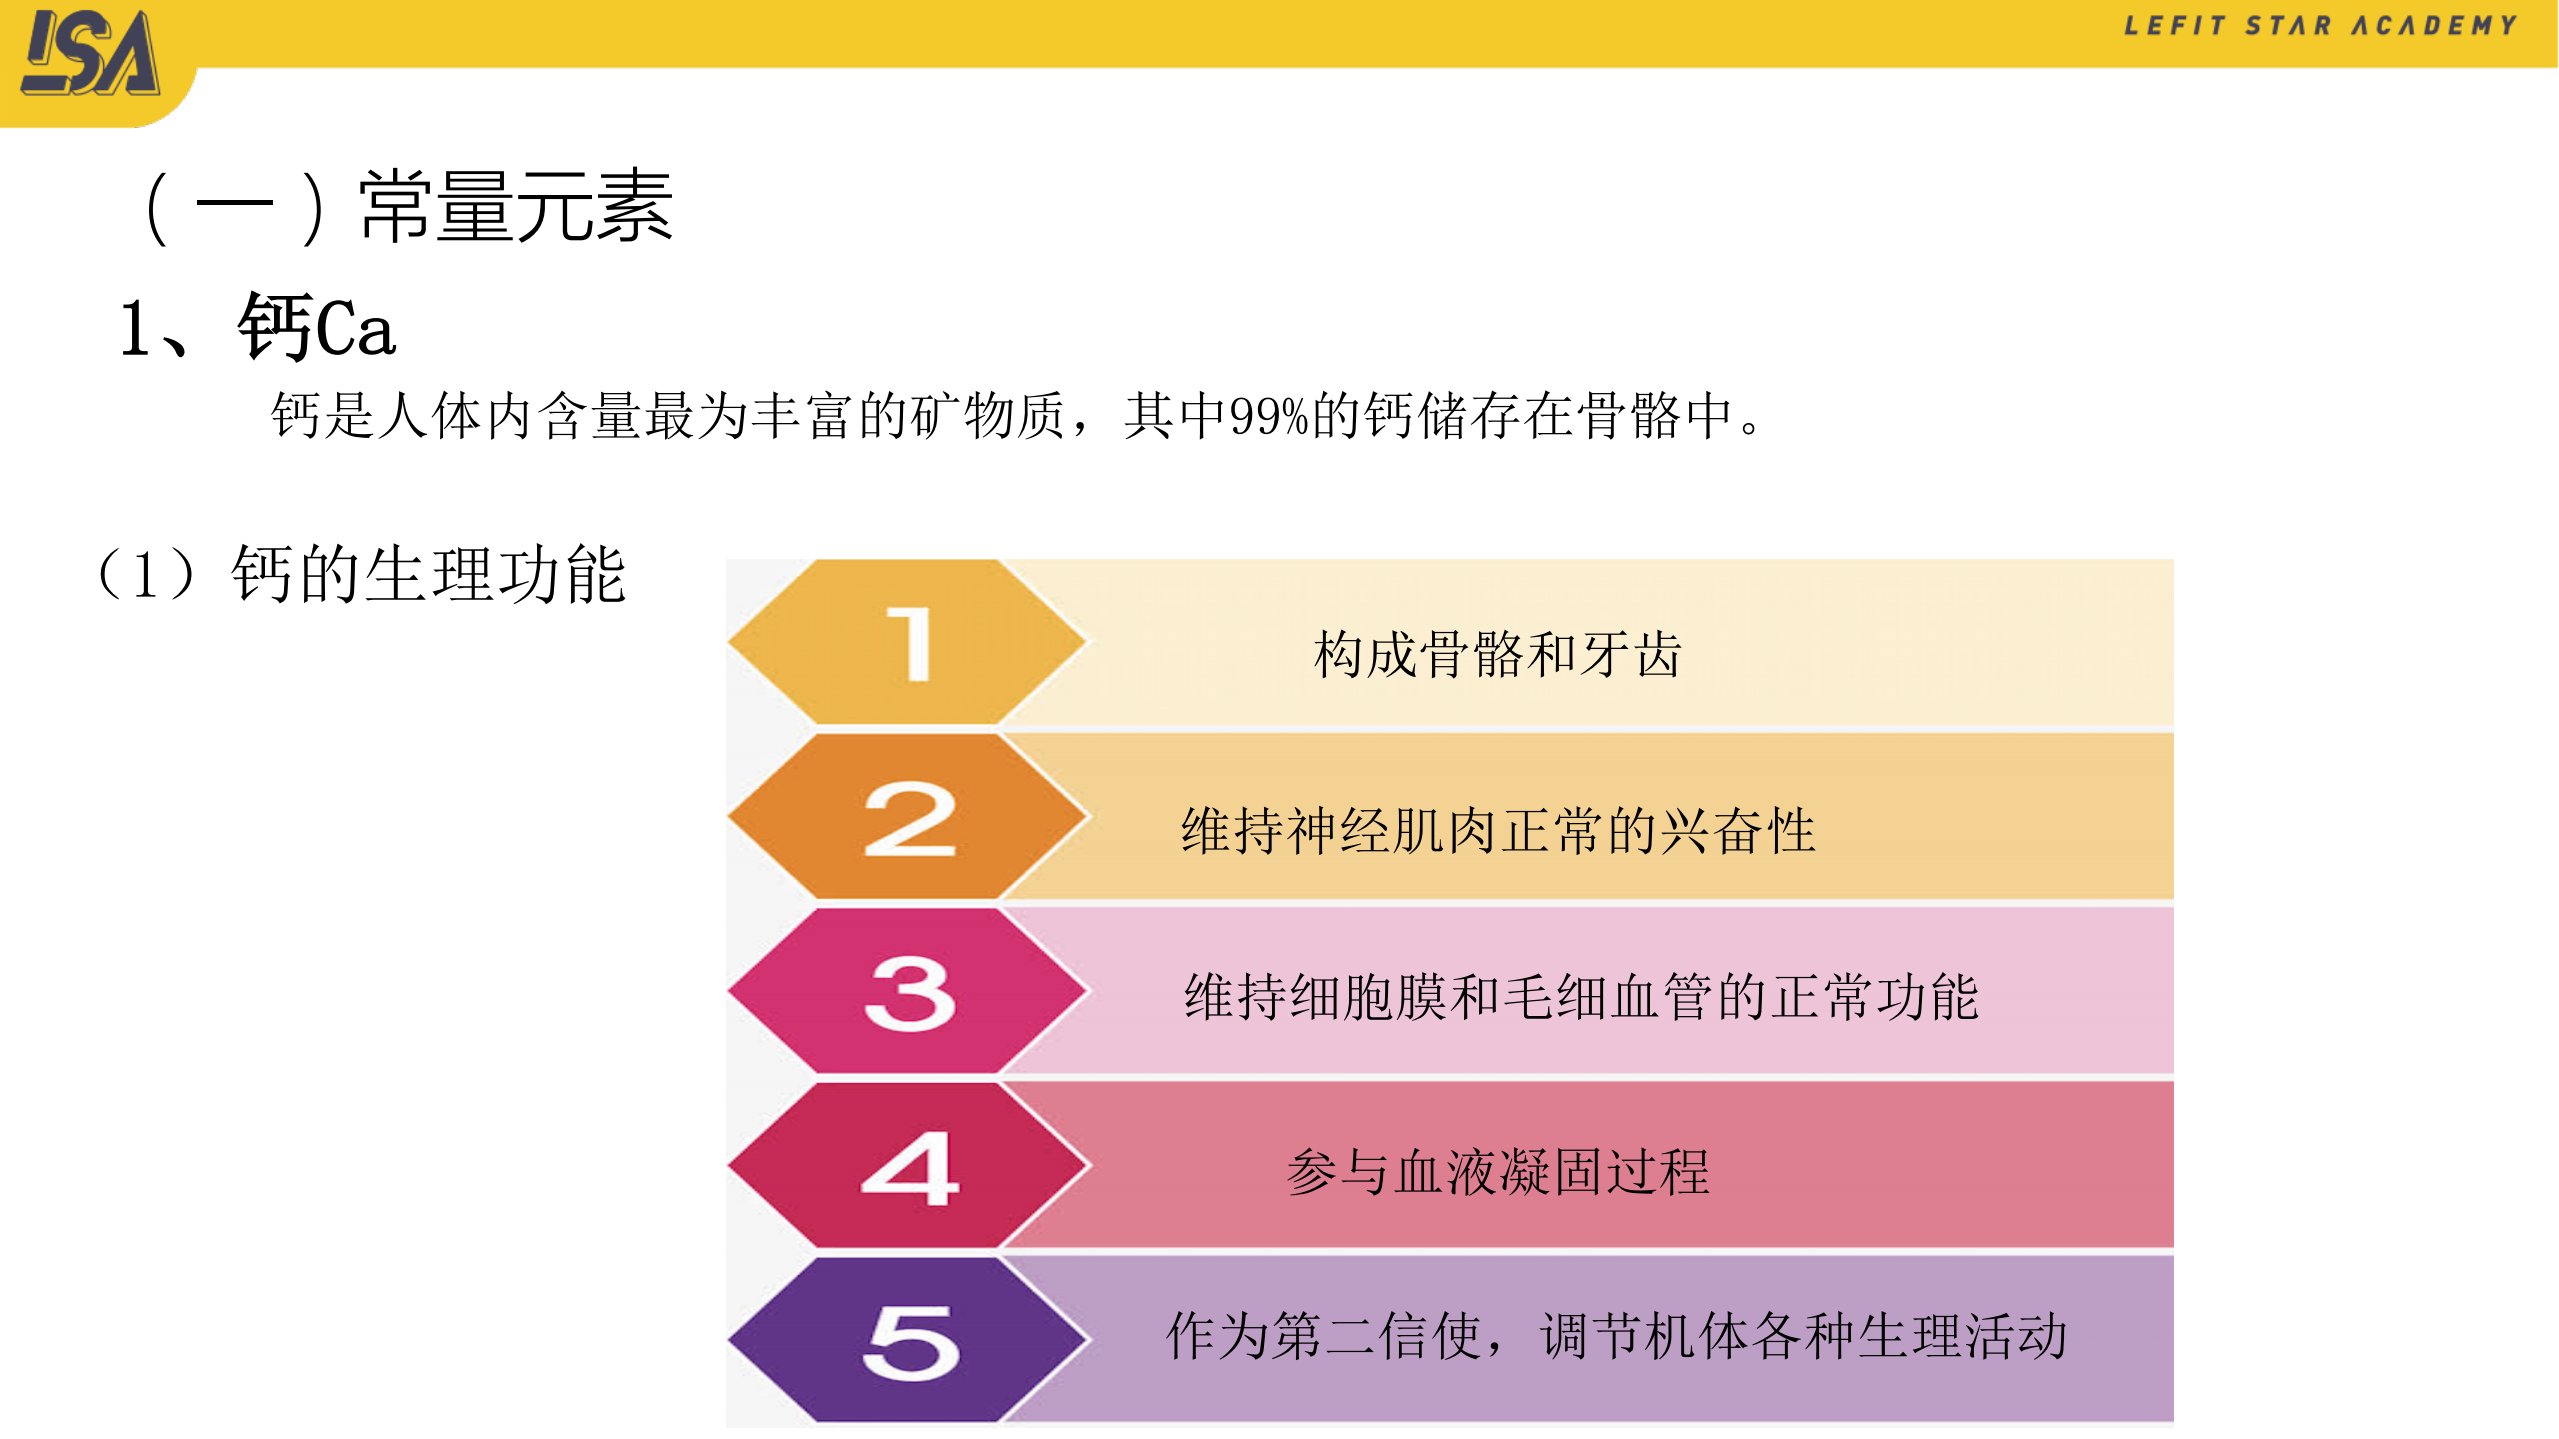 LSA
LEFIT STAR ACADEMY
（一）常量元素
1、钙Ca
钙是人体内含量最为丰富的矿物质，其中99%的钙储存在骨骼中。
（1）钙的生理功能
1
构成骨骼和牙齿
2
维持神经肌肉正常的兴奋性
3
维持细胞膜和毛细血管的正常功能
4
参与血液凝固过程
5
作为第二信使，调节机体各种生理活动